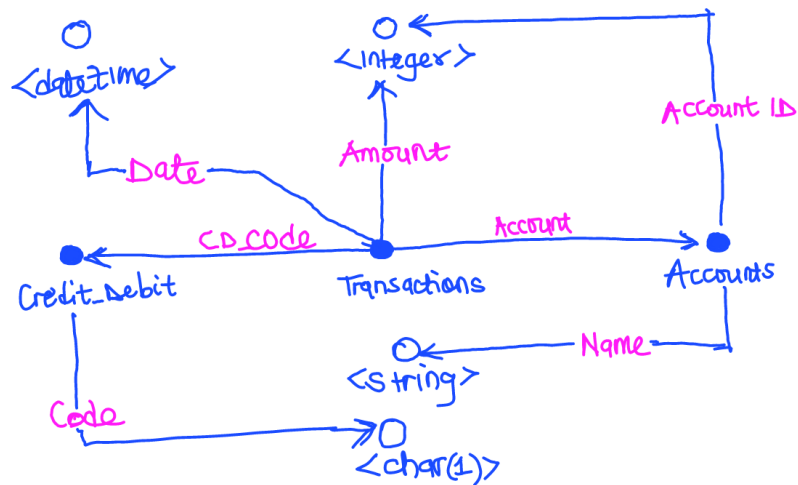 <datetime>
<integer>
Account ID
Date
Amount
CD_CODE
Account
Credit_Debit
Transactions
Accounts
Name
<string>
Code
<char(1)>